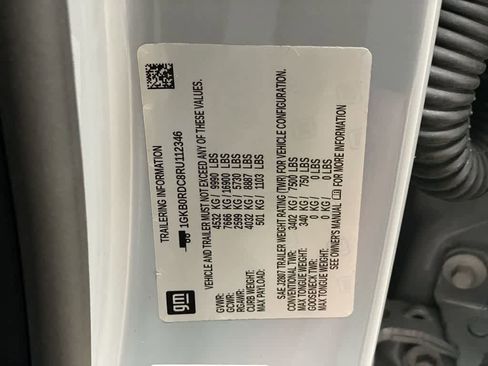 TRAILERING INFORMATION
1GKB0RDC8RU112346
VEHICLE AND TRAILER MUST NOT EXCEED ANY OF THESE VALUES.
GVWR: 4532 KG 9990 LBS
GCWR: 7666 KG 16900 LBS
RGAWR: 2599 KG 5730 LBS
CURB WEIGHT: 4032 KG 8887 LBS
MAX PAYLOAD: 501 KG 1103 LBS
SAE J2807 TRAILER WEIGHT RATING (TWR) FOR VEHICLE CONFIGURATION.
CONVENTIONAL TWR: 3402 KG 7500 LBS
MAX TONGUE WEIGHT: 340 KG 750 LBS
GOOSENECK TWR: 0 KG 0 LBS
MAX TONGUE WEIGHT: 0 KG 0 LBS
SEE OWNER'S MANUAL FOR MORE INFORMATION
gm